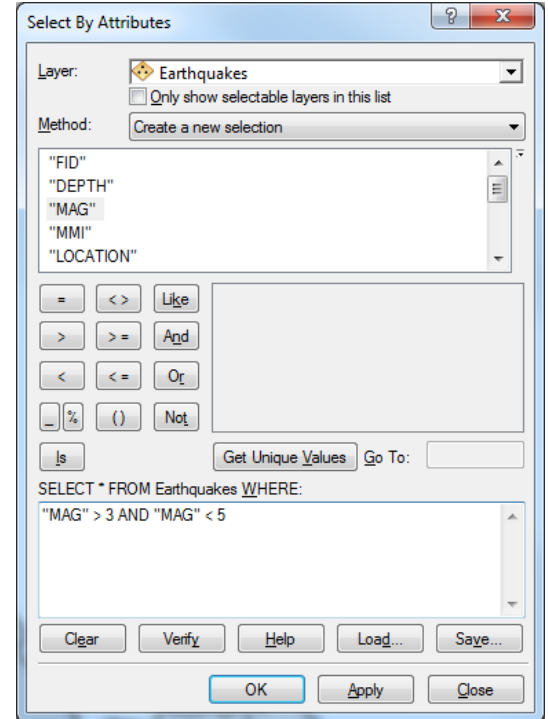 Select By Attributes
Layer: Earthquakes
Only show selectable layers in this list
Method: Create a new selection
"FID"
"DEPTH"
"MAG"
"MMI"
"LOCATION"
= < > Like
> > = And
< < = Or
_ % () Not
Is Get Unique Values Go To:
SELECT * FROM Earthquakes WHERE:
"MAG" > 3 AND "MAG" < 5
Clear Verify Help Load... Save...
OK Apply Close